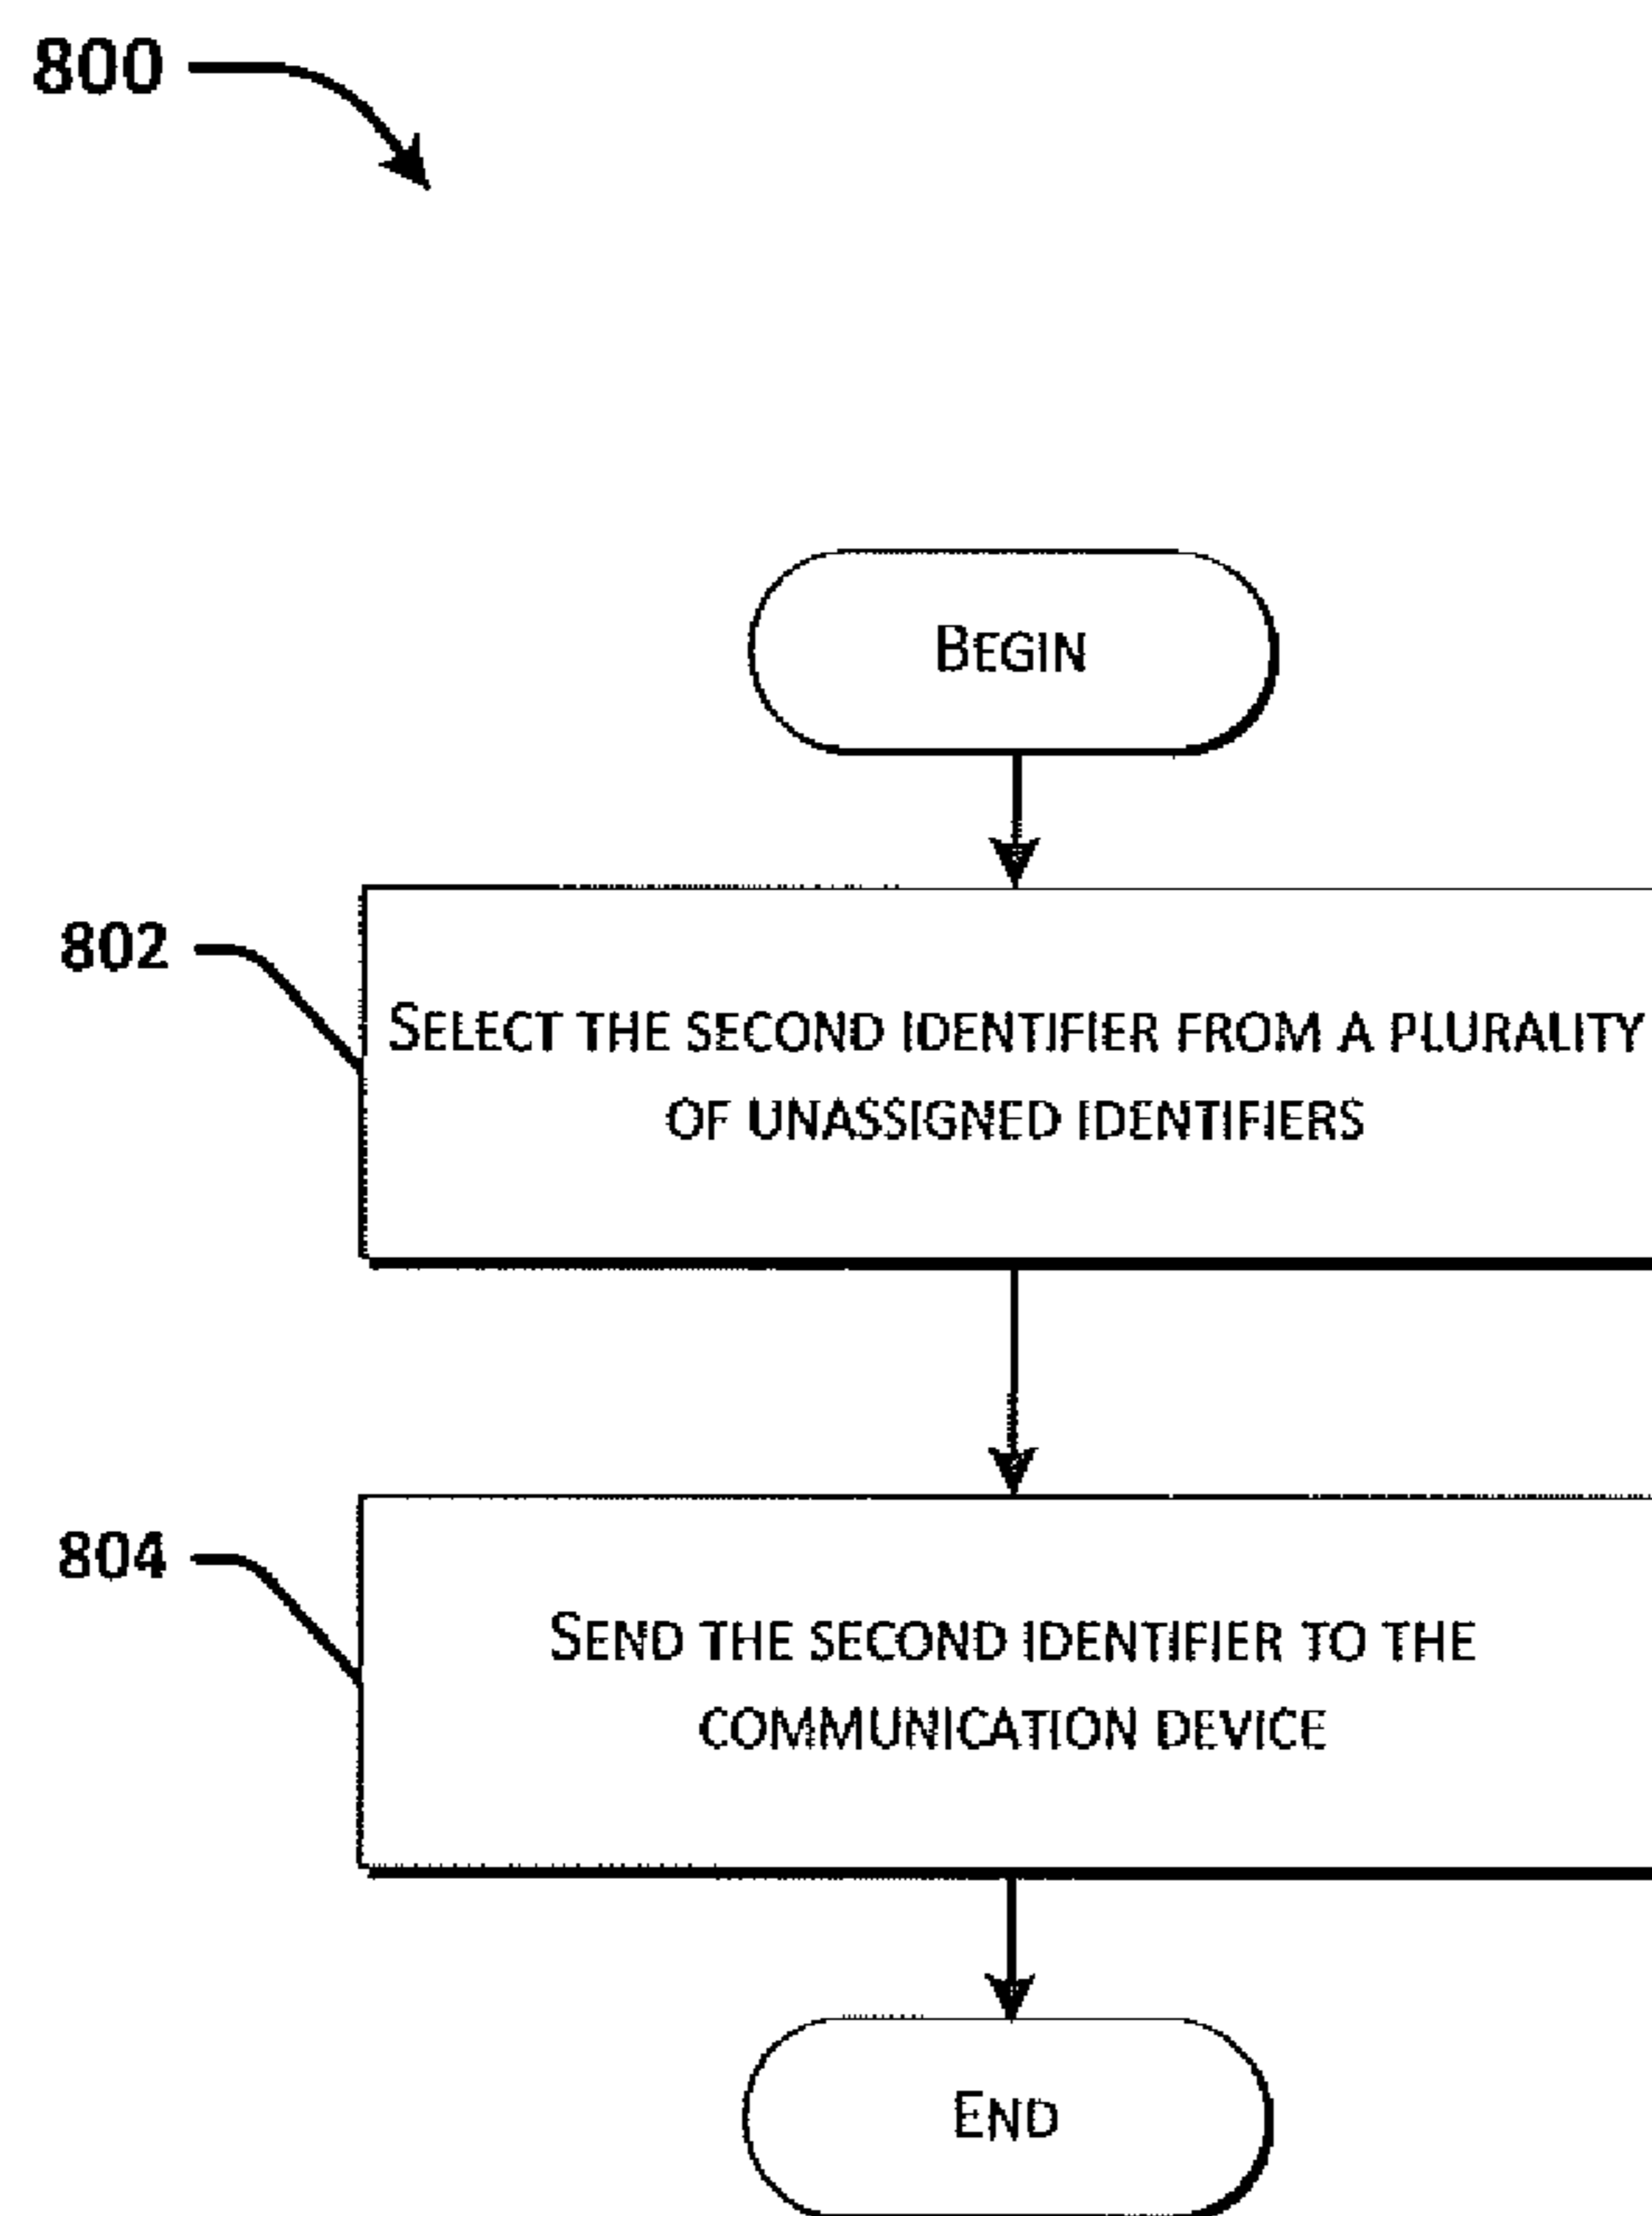 800
BEGIN
802
SELECT THE SECOND IDENTIFIER FROM A PLURALITY
OF UNASSIGNED IDENTIFIERS
804
SEND THE SECOND IDENTIFIER TO THE
COMMUNICATION DEVICE
END